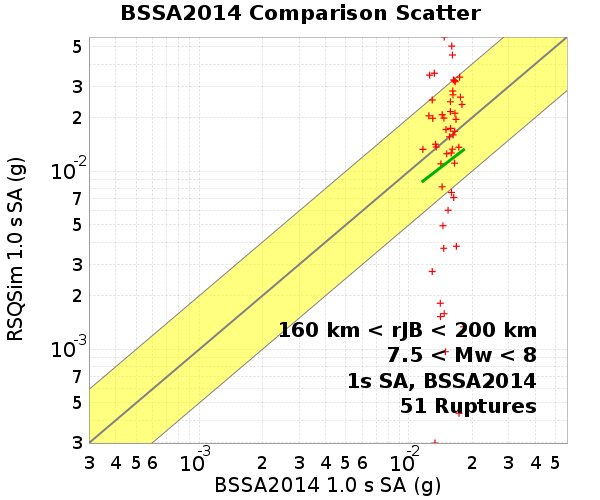 BSSA2014 Comparison Scatter
5
3
2
10-2
7
5
3
2
10-3
7
5
3
RSQSim 1.0 s SA (g)
160 km < rJB < 200 km
7.5 < Mw < 8
1s SA, BSSA2014
51 Ruptures
3 4 5 6 10-3 2 3 4 5 6 10-2 2 3 4 5
BSSA2014 1.0 s SA (g)